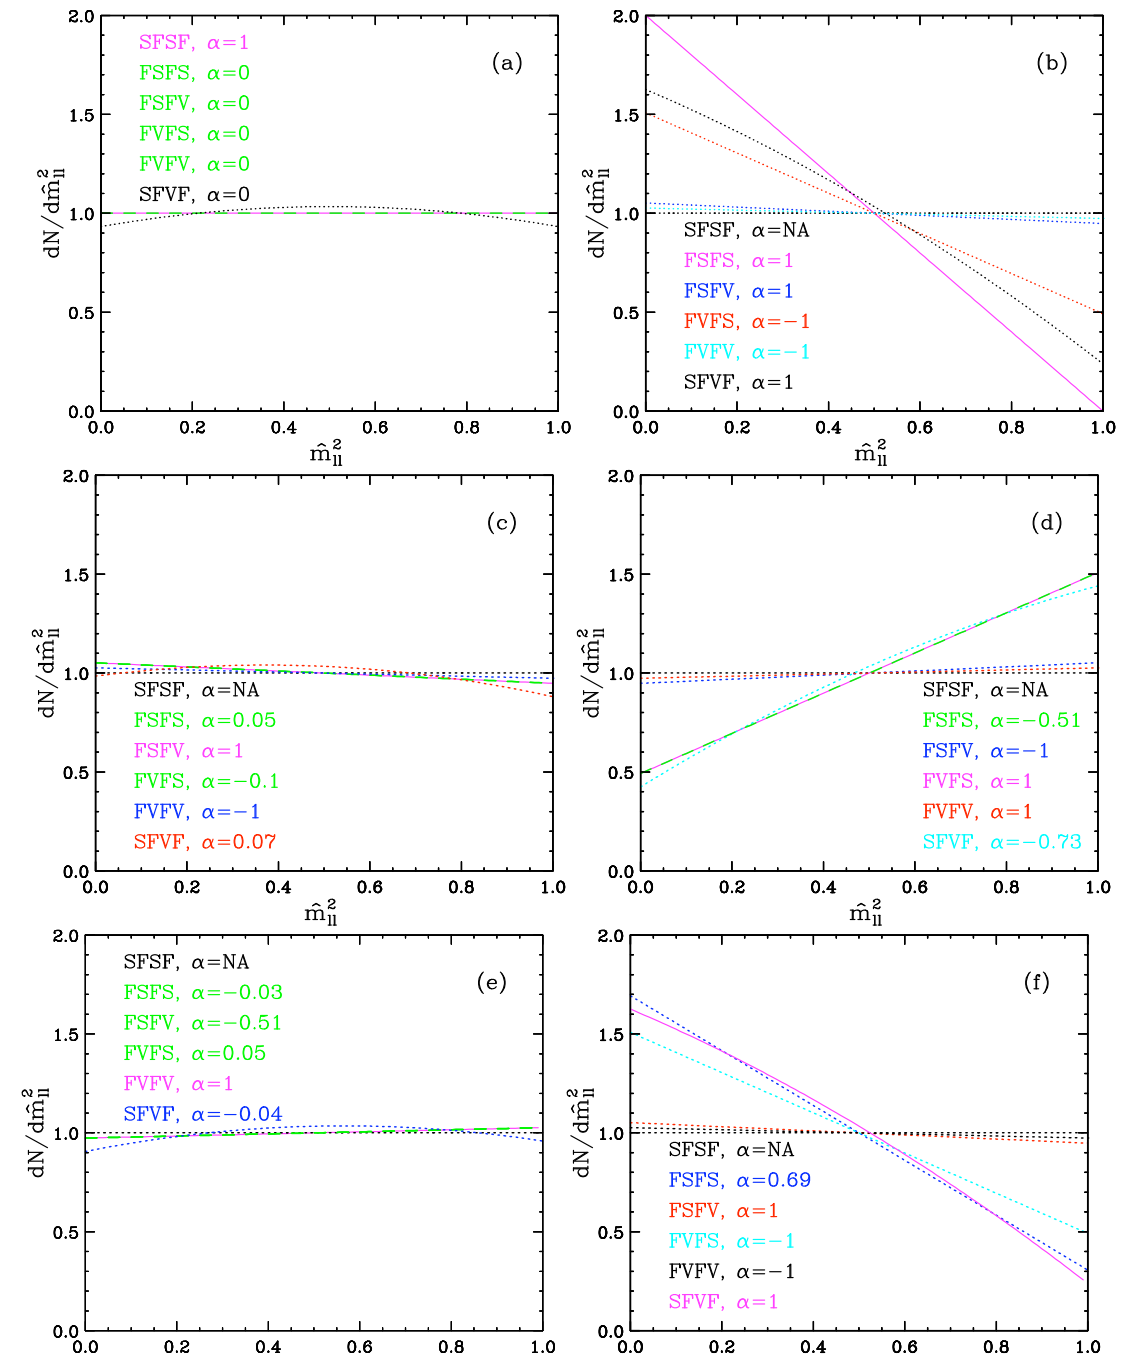 2.0
1.5
1.0
0.5
0.0
dN/dm̂²ₗₗ
SFSF, α=1
FSFS, α=0
FSFV, α=0
FVFS, α=0
FVFV, α=0
SFVF, α=0
(a)
0.0 0.2 0.4 0.6 0.8 1.0
m̂²ₗₗ
2.0
1.5
1.0
0.5
0.0
dN/dm̂²ₗₗ
(b)
SFSF, α=NA
FSFS, α=1
FSFV, α=1
FVFS, α=−1
FVFV, α=−1
SFVF, α=1
0.0 0.2 0.4 0.6 0.8 1.0
m̂²ₗₗ
2.0
1.5
1.0
0.5
0.0
dN/dm̂²ₗₗ
(c)
SFSF, α=NA
FSFS, α=0.05
FSFV, α=1
FVFS, α=−0.1
FVFV, α=−1
SFVF, α=0.07
0.0 0.2 0.4 0.6 0.8 1.0
m̂²ₗₗ
2.0
1.5
1.0
0.5
0.0
dN/dm̂²ₗₗ
(d)
SFSF, α=NA
FSFS, α=−0.51
FSFV, α=−1
FVFS, α=1
FVFV, α=1
SFVF, α=−0.73
0.0 0.2 0.4 0.6 0.8 1.0
m̂²ₗₗ
2.0
1.5
1.0
0.5
0.0
dN/dm̂²ₗₗ
SFSF, α=NA
FSFS, α=−0.03
FSFV, α=−0.51
FVFS, α=0.05
FVFV, α=1
SFVF, α=−0.04
(e)
0.0 0.2 0.4 0.6 0.8 1.0
2.0
1.5
1.0
0.5
0.0
dN/dm̂²ₗₗ
(f)
SFSF, α=NA
FSFS, α=0.69
FSFV, α=1
FVFS, α=−1
FVFV, α=−1
SFVF, α=1
0.0 0.2 0.4 0.6 0.8 1.0